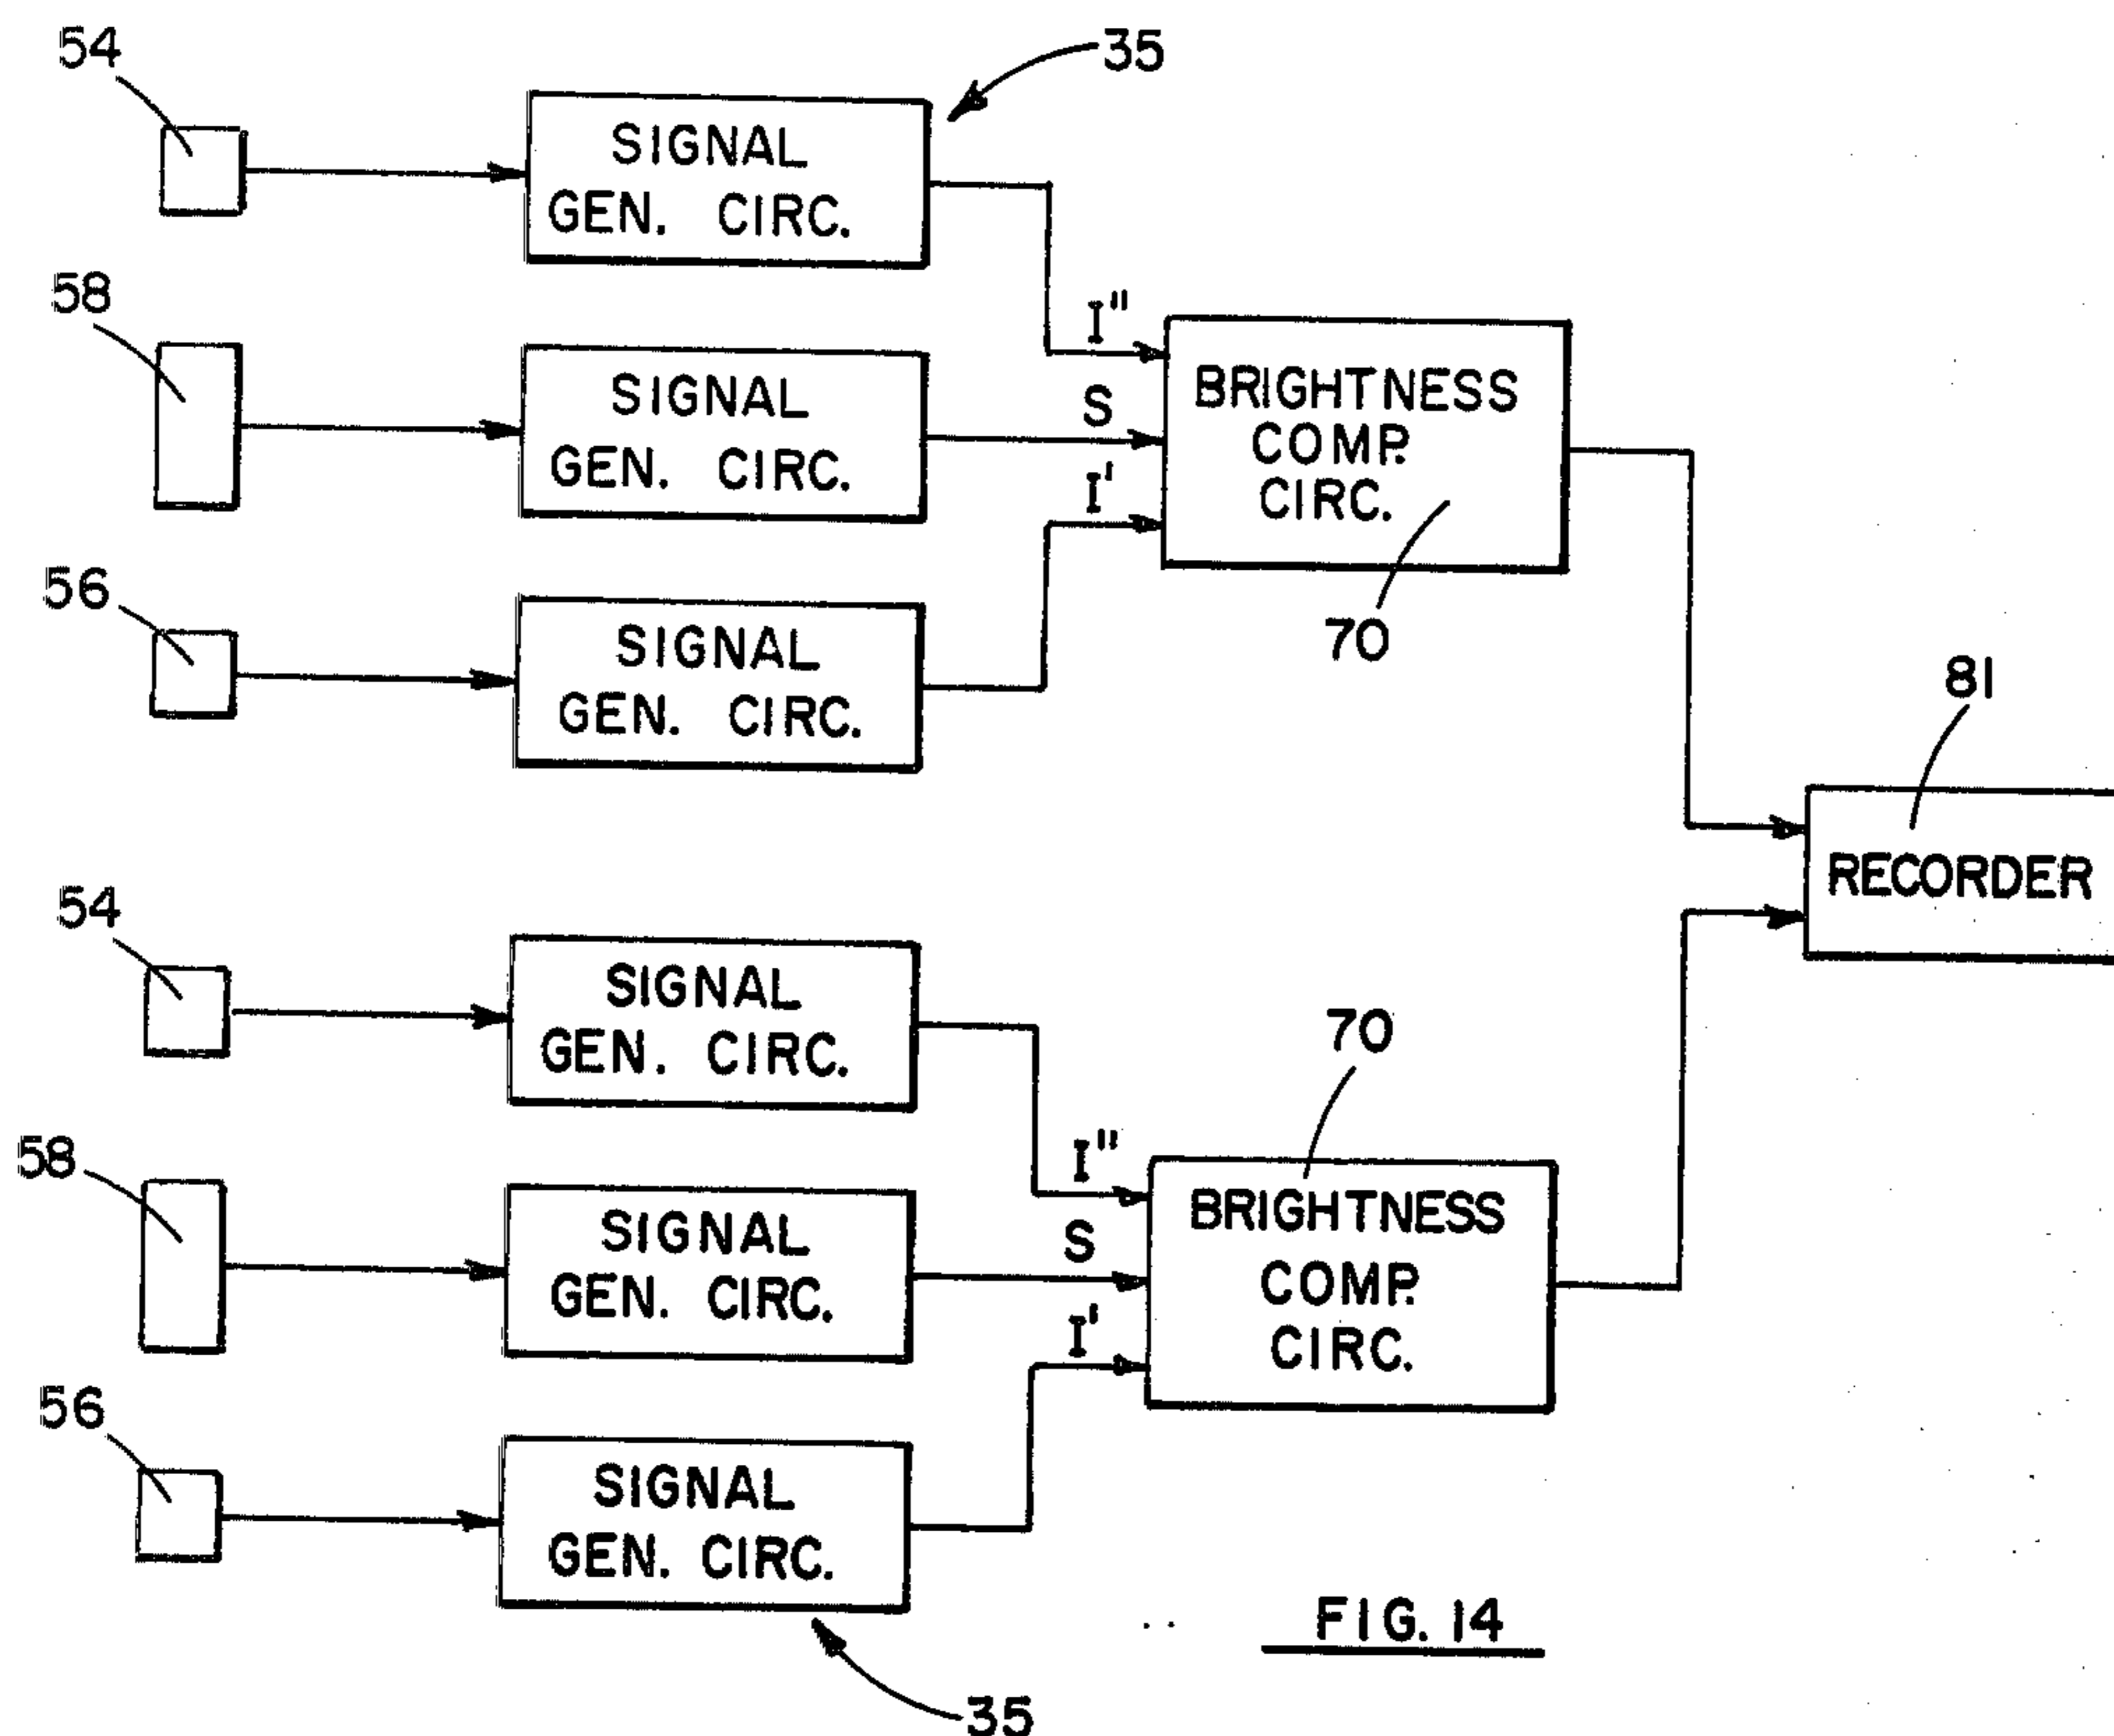 54
35
SIGNAL
GEN. CIRC.
58
I"
SIGNAL
GEN. CIRC.
S
BRIGHTNESS
COMP.
CIRC.
I'
56
SIGNAL
GEN. CIRC.
70
81
RECORDER
54
SIGNAL
GEN. CIRC.
70
58
I"
SIGNAL
GEN. CIRC.
S
BRIGHTNESS
COMP.
CIRC.
I'
56
SIGNAL
GEN. CIRC.
FIG. 14
35